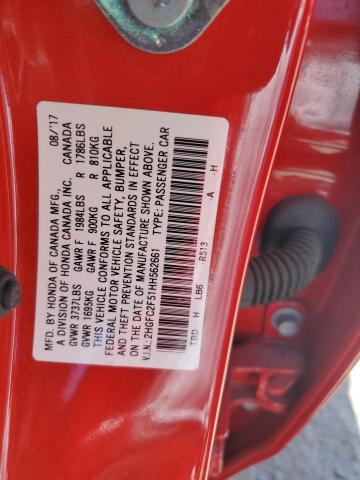 MFD. BY HONDA OF CANADA MFG., 08/17
A DIVISION OF HONDA CANADA INC. CANADA
GVWR 3737LBS GAWR F 1984LBS R 1786LBS
GVWR 1695KG GAWR F 900KG R 810KG
THIS VEHICLE CONFORMS TO ALL APPLICABLE
FEDERAL MOTOR VEHICLE SAFETY, BUMPER,
AND THEFT PREVENTION STANDARDS IN EFFECT
ON THE DATE OF MANUFACTURE SHOWN ABOVE.
V.I.N.: 2HGFC2F51HH562661 TYPE: PASSENGER CAR
TBD H LB6 R513 A H